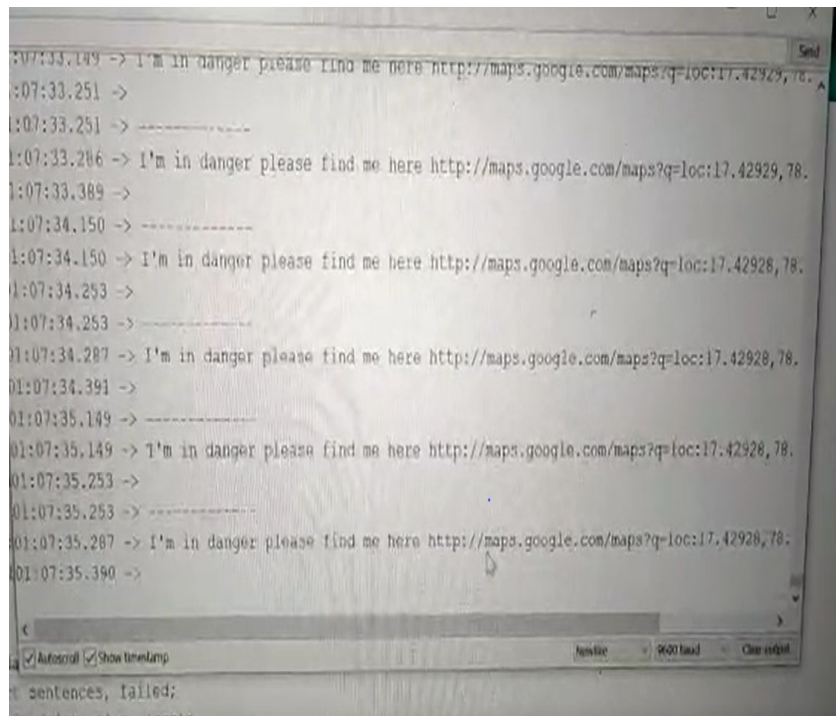 Send
:07:33.149 -> I'm in danger please find me here http://maps.google.com/maps?q=loc:17.42929,78.
:07:33.251 ->
1:07:33.251 -> -------------
1:07:33.286 -> I'm in danger please find me here http://maps.google.com/maps?q=loc:17.42929,78.
1:07:33.389 ->
1:07:34.150 -> -------------
1:07:34.150 -> I'm in danger please find me here http://maps.google.com/maps?q=loc:17.42928,78.
01:07:34.253 ->
01:07:34.253 -> -------------
01:07:34.287 -> I'm in danger please find me here http://maps.google.com/maps?q=loc:17.42928,78.
01:07:34.391 ->
01:07:35.149 -> -------------
01:07:35.149 -> I'm in danger please find me here http://maps.google.com/maps?q=loc:17.42928,78.
01:07:35.253 ->
01:07:35.253 -> -------------
01:07:35.287 -> I'm in danger please find me here http://maps.google.com/maps?q=loc:17.42928,78.
01:07:35.390 ->
Autoscroll Show timestamp Newline 9600 baud Clear output
sentences, failed;